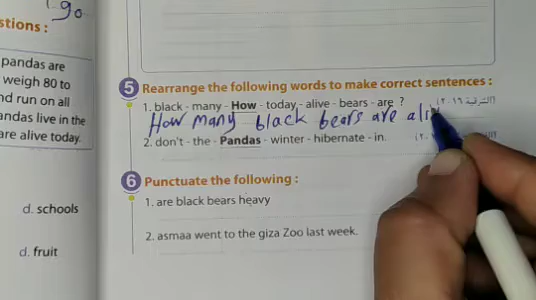 go
stions :
pandas are
weigh 80 to
nd run on all
andas live in the
are alive today.
d. schools
d. fruit
5 Rearrange the following words to make correct sentences :
1. black - many - How - today - alive - bears - are ? (الشرقية ٢٠١٦)
How many black bears are ali
2. don't - the - Pandas - winter - hibernate - in.
6 Punctuate the following :
1. are black bears heavy
2. asmaa went to the giza Zoo last week.